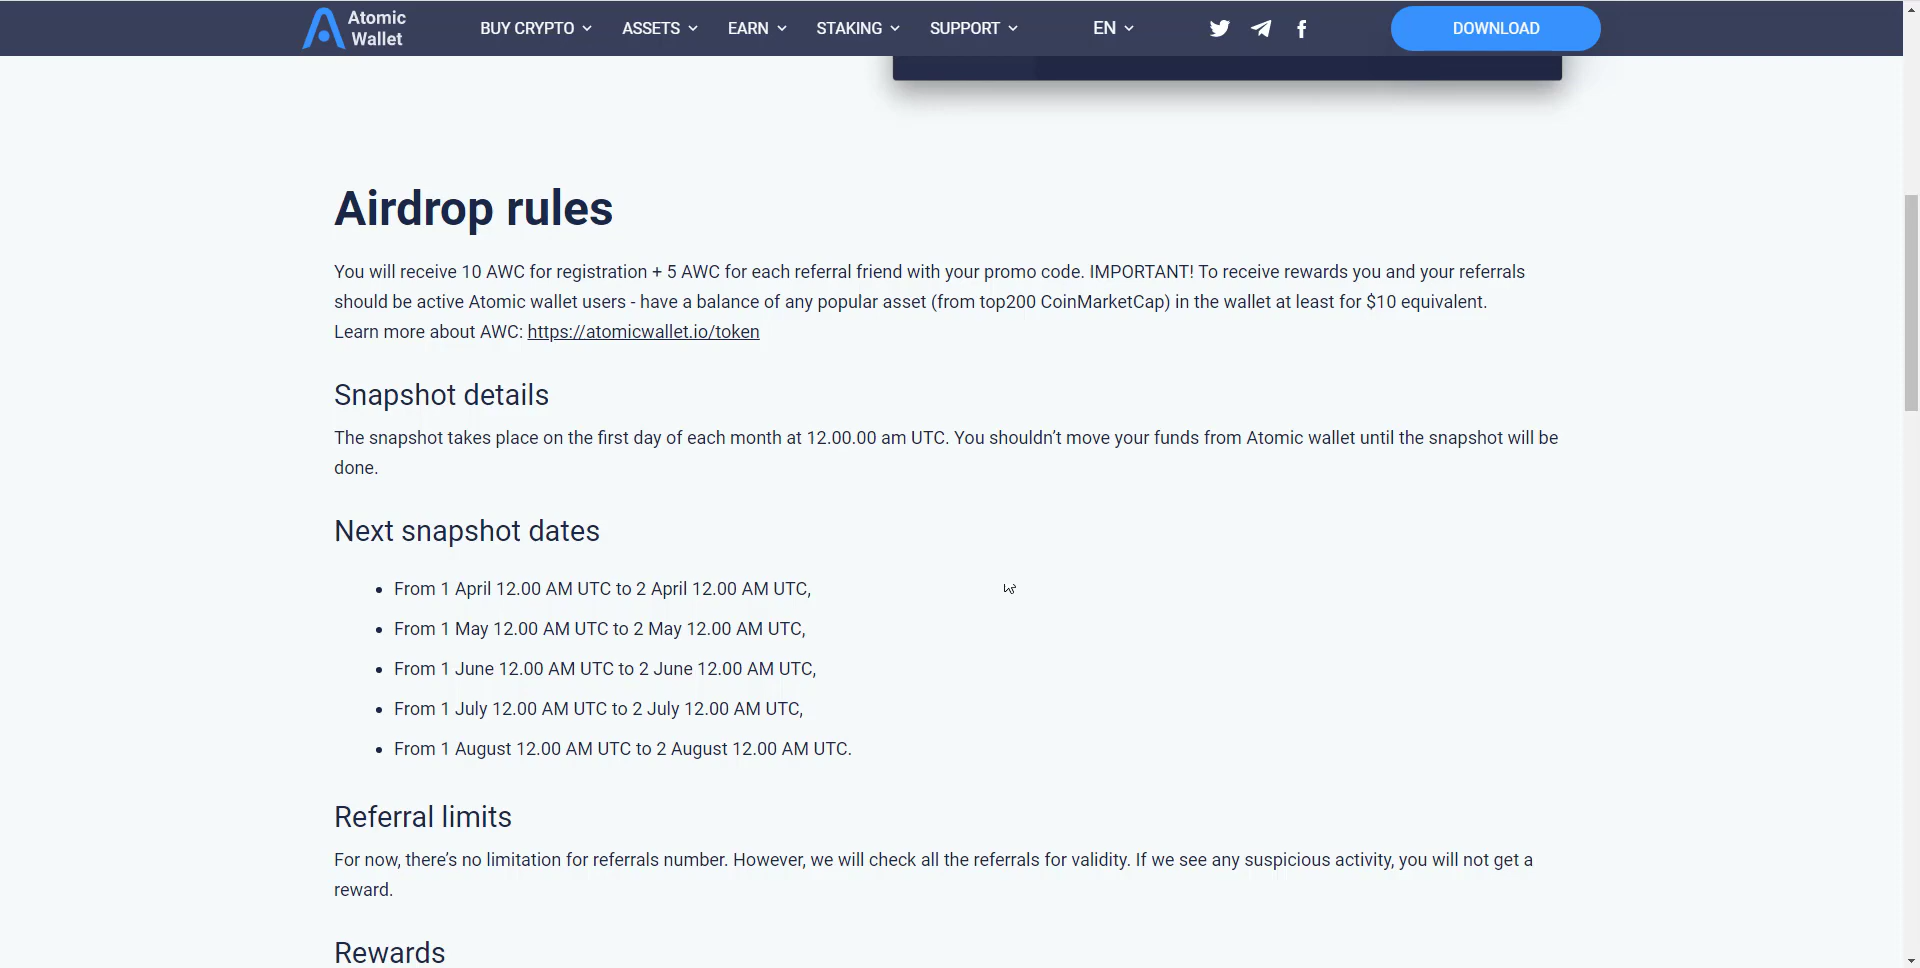 Atomic
Wallet
BUY CRYPTO
ASSETS
EARN
STAKING
SUPPORT
EN
DOWNLOAD
Airdrop rules
You will receive 10 AWC for registration + 5 AWC for each referral friend with your promo code. IMPORTANT! To receive rewards you and your referrals
should be active Atomic wallet users - have a balance of any popular asset (from top200 CoinMarketCap) in the wallet at least for $10 equivalent.
Learn more about AWC: https://atomicwallet.io/token
Snapshot details
The snapshot takes place on the first day of each month at 12.00.00 am UTC. You shouldn’t move your funds from Atomic wallet until the snapshot will be
done.
Next snapshot dates
• From 1 April 12.00 AM UTC to 2 April 12.00 AM UTC,
• From 1 May 12.00 AM UTC to 2 May 12.00 AM UTC,
• From 1 June 12.00 AM UTC to 2 June 12.00 AM UTC,
• From 1 July 12.00 AM UTC to 2 July 12.00 AM UTC,
• From 1 August 12.00 AM UTC to 2 August 12.00 AM UTC.
Referral limits
For now, there’s no limitation for referrals number. However, we will check all the referrals for validity. If we see any suspicious activity, you will not get a
reward.
Rewards